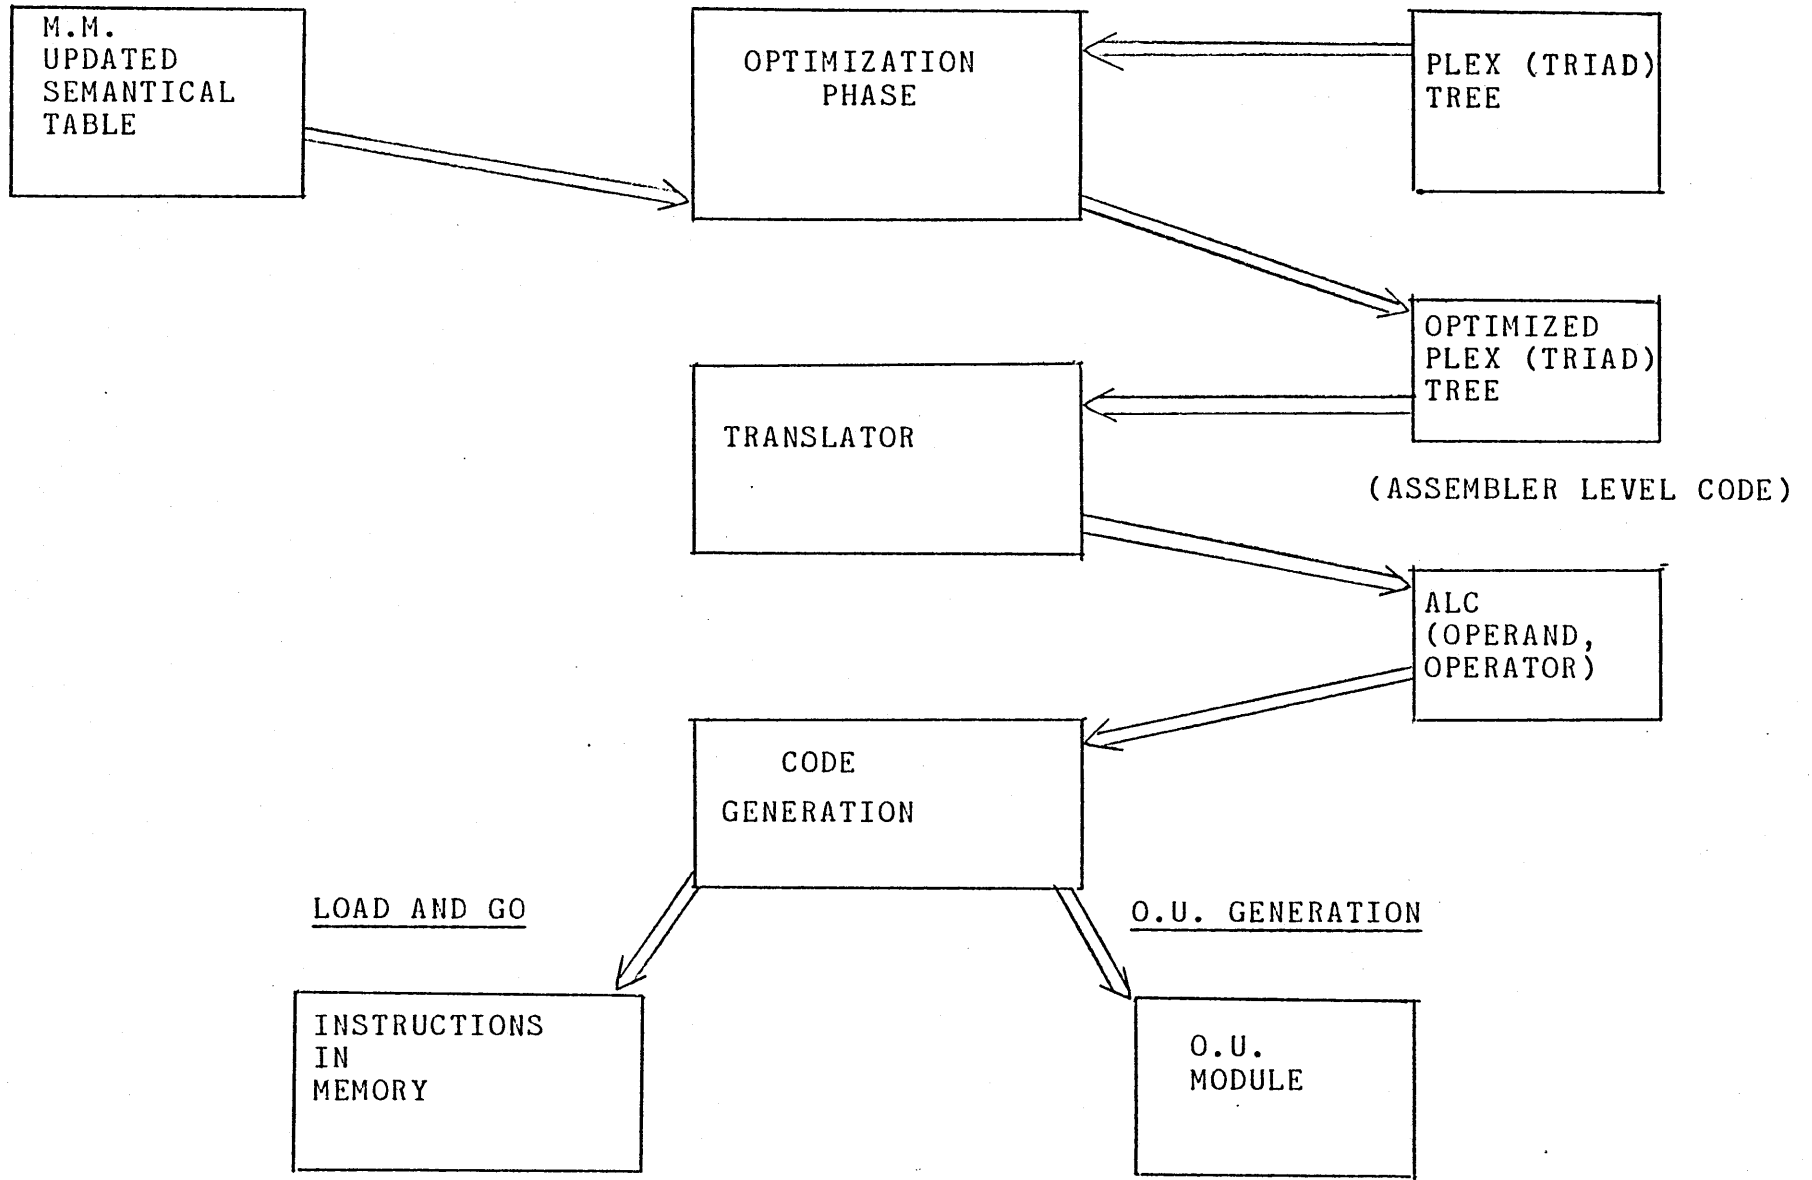 M.M.
UPDATED
SEMANTICAL
TABLE
OPTIMIZATION
PHASE
PLEX (TRIAD)
TREE
OPTIMIZED
PLEX (TRIAD)
TREE
TRANSLATOR
(ASSEMBLER LEVEL CODE)
ALC
(OPERAND,
OPERATOR)
CODE
GENERATION
LOAD AND GO
O.U. GENERATION
INSTRUCTIONS
IN
MEMORY
O.U.
MODULE